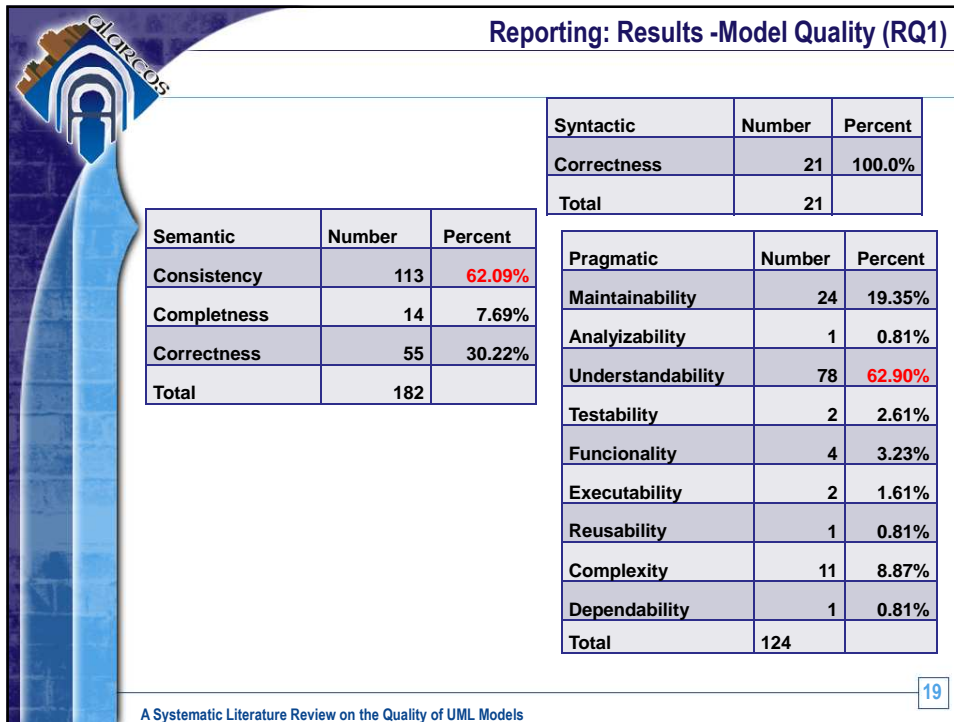 aLaRcos
Reporting: Results -Model Quality (RQ1)
Syntactic Number Percent
Correctness 21 100.0%
Total 21
Semantic Number Percent
Consistency 113 62.09%
Completness 14 7.69%
Correctness 55 30.22%
Total 182
Pragmatic Number Percent
Maintainability 24 19.35%
Analyizability 1 0.81%
Understandability 78 62.90%
Testability 2 2.61%
Funcionality 4 3.23%
Executability 2 1.61%
Reusability 1 0.81%
Complexity 11 8.87%
Dependability 1 0.81%
Total 124
19
A Systematic Literature Review on the Quality of UML Models